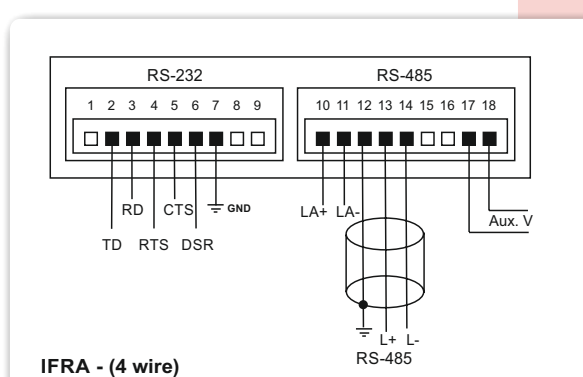 RS-232 RS-485
1 2 3 4 5 6 7 8 9 10 11 12 13 14 15 16 17 18
RD CTS GND LA+ LA- Aux. V
TD RTS DSR
L+ L-
RS-485
IFRA - (4 wire)